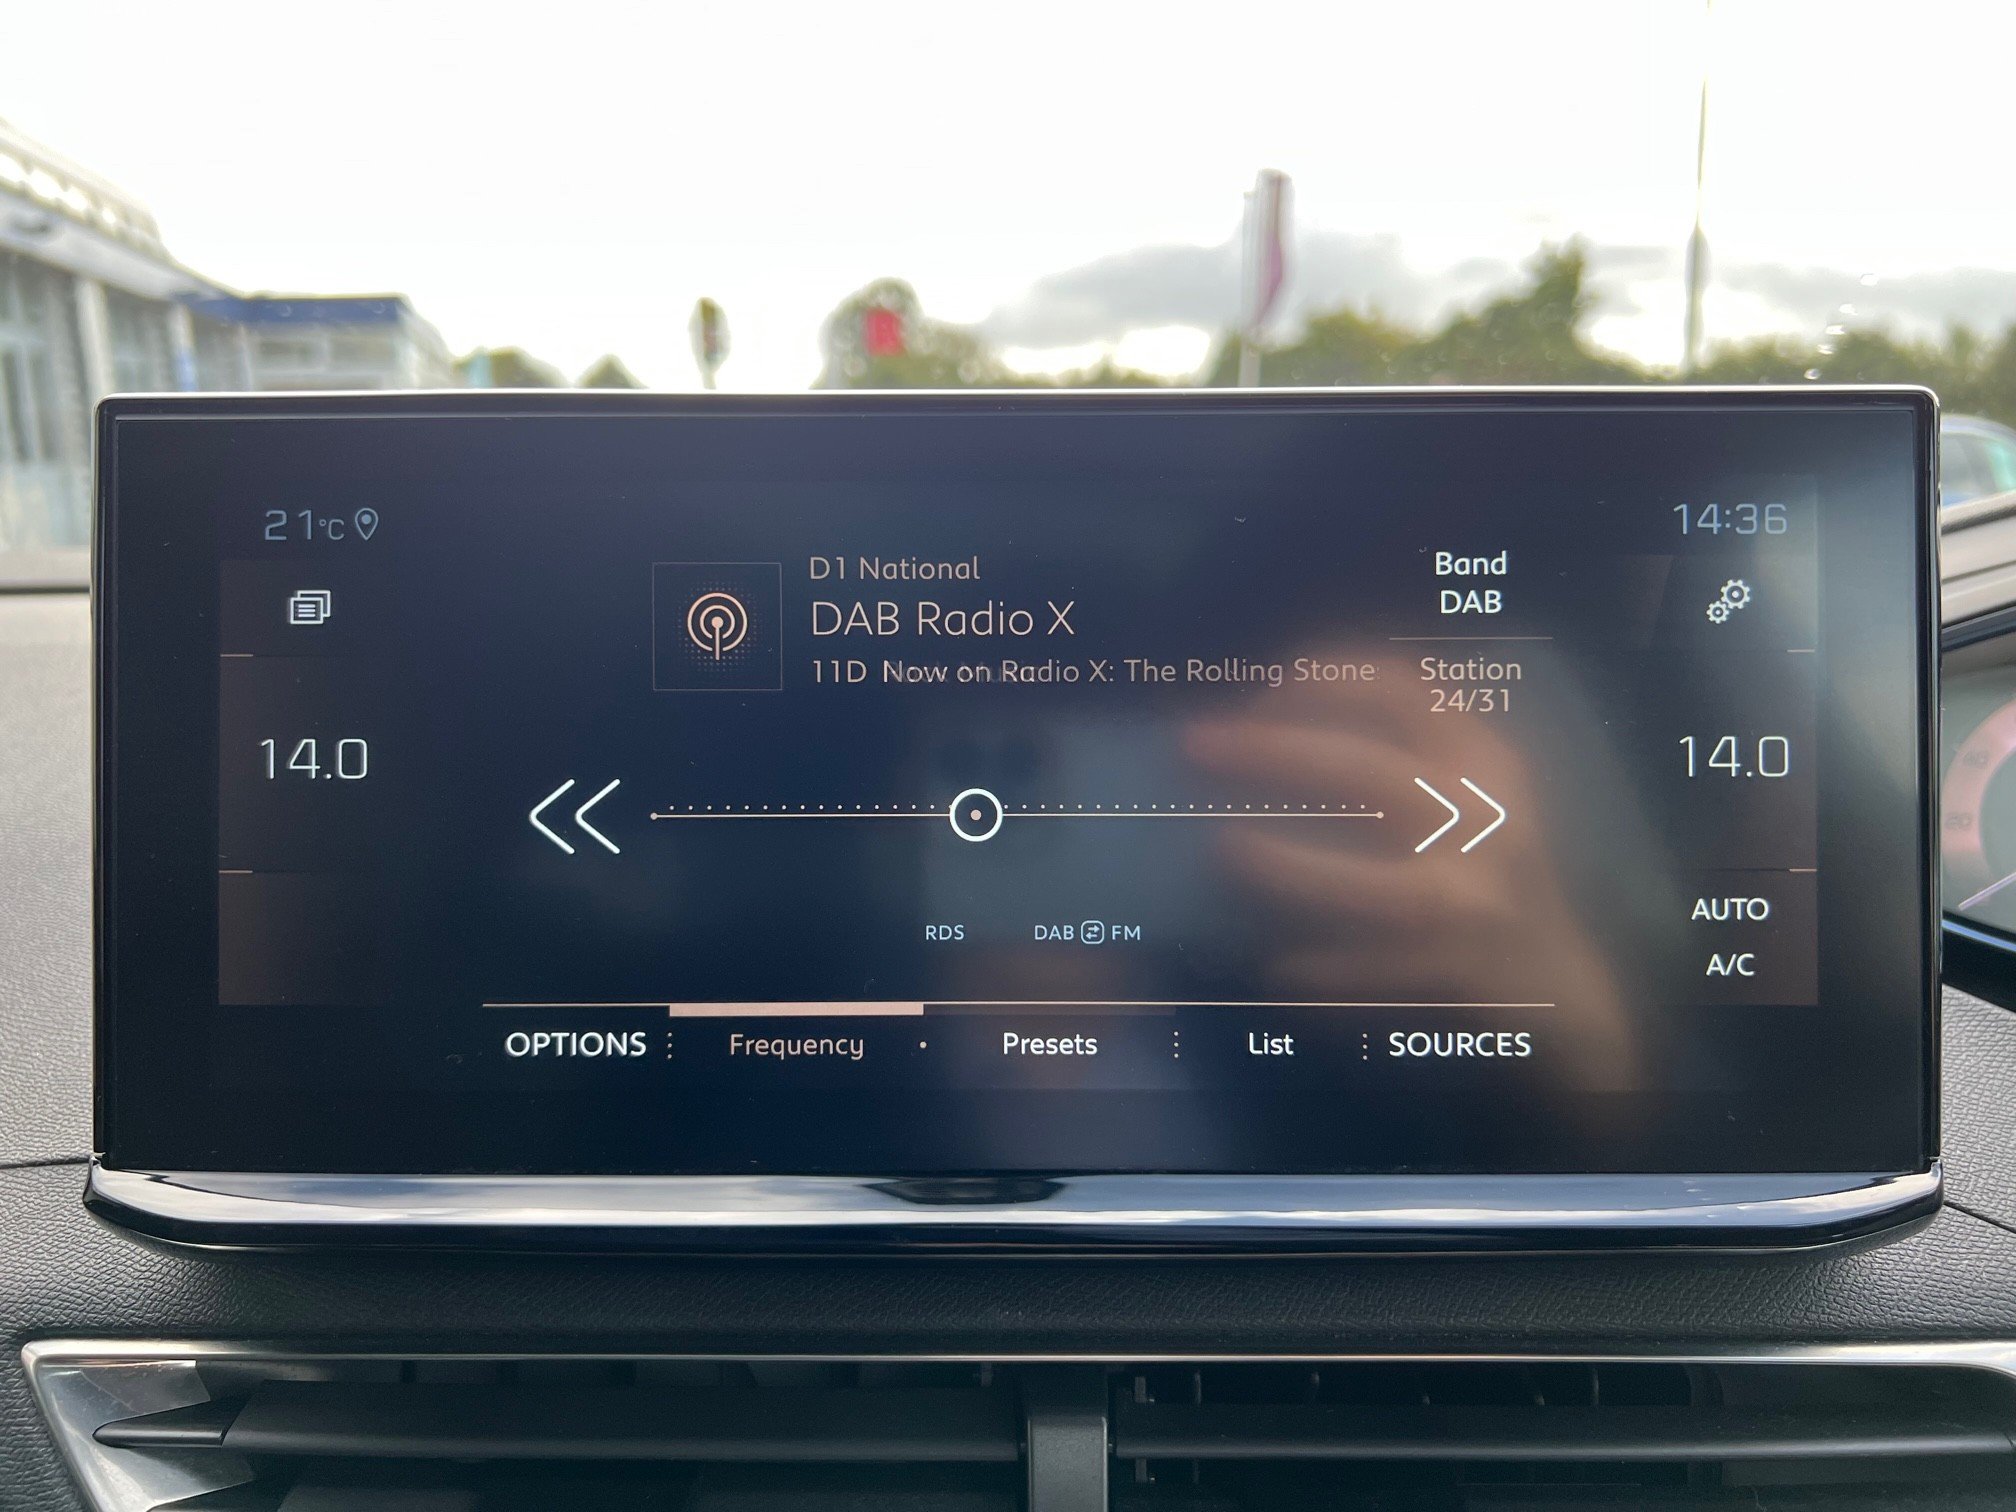 21°C
14:36
D1 National
DAB Radio X
11D Now on Radio X: The Rolling Stone
Band
DAB
Station
24/31
14.0
14.0
RDS
DAB FM
AUTO
A/C
OPTIONS
Frequency
Presets
List
SOURCES